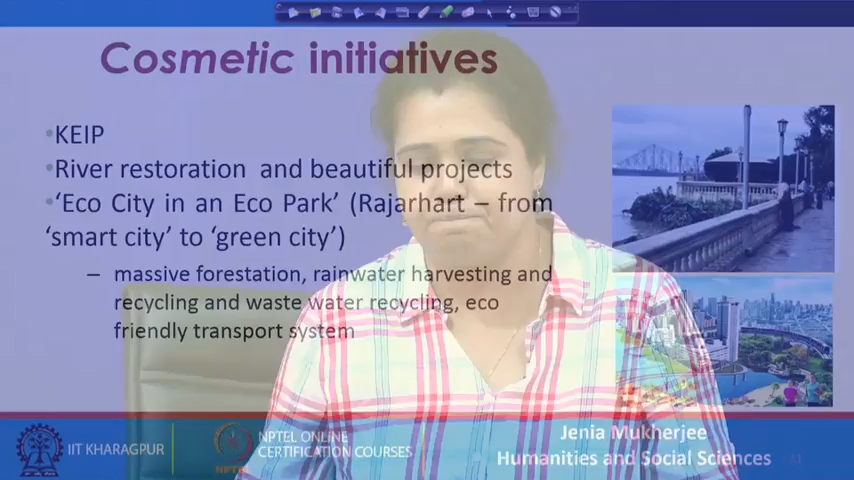 Cosmetic initiatives
•KEIP
•River restoration and beautiful projects
•‘Eco City in an Eco Park’ (Rajarhart – from
‘smart city’ to ‘green city’)
– massive forestation, rainwater harvesting and
recycling and waste water recycling, eco
friendly transport system
IIT KHARAGPUR
NPTEL
NPTEL ONLINE
CERTIFICATION COURSES
Jenia Mukherjee
Humanities and Social Sciences